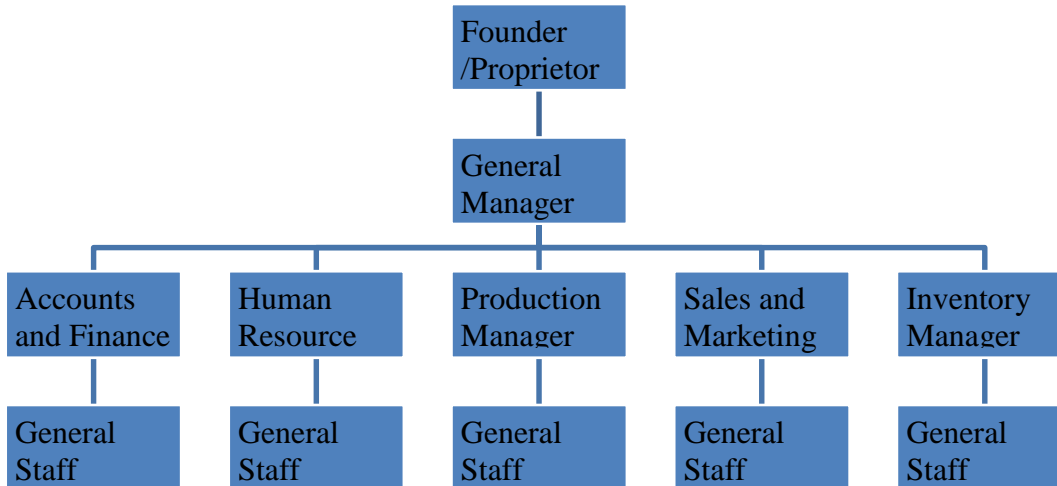 Founder
/Proprietor
General
Manager
Accounts
and Finance
Human
Resource
Production
Manager
Sales and
Marketing
Inventory
Manager
General
Staff
General
Staff
General
Staff
General
Staff
General
Staff